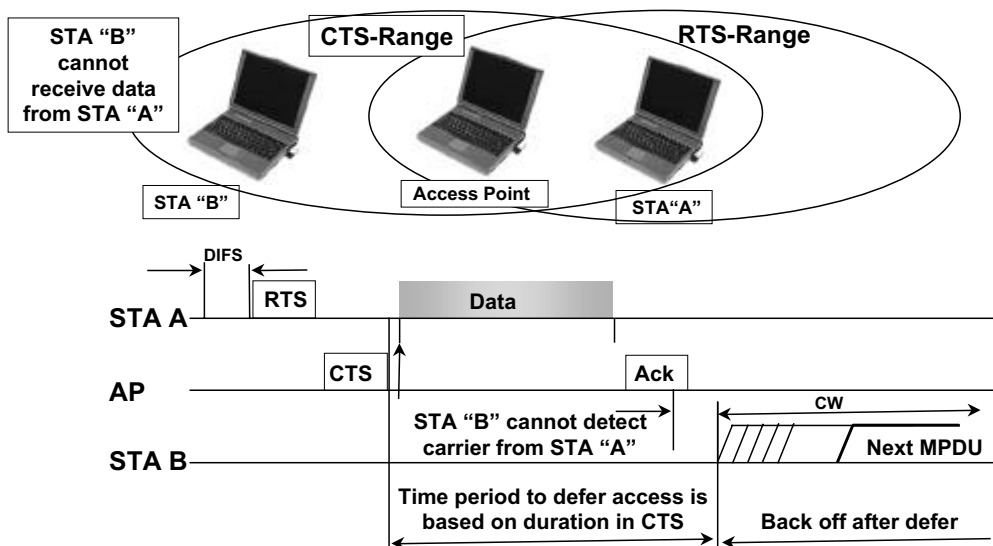 STA “B”
cannot
receive data
from STA “A”
CTS-Range
RTS-Range
STA “B”
Access Point
STA“A”
DIFS
RTS
Data
STA A
CTS
Ack
AP
CW
STA “B” cannot detect
carrier from STA “A”
Next MPDU
STA B
Time period to defer access is
based on duration in CTS
Back off after defer